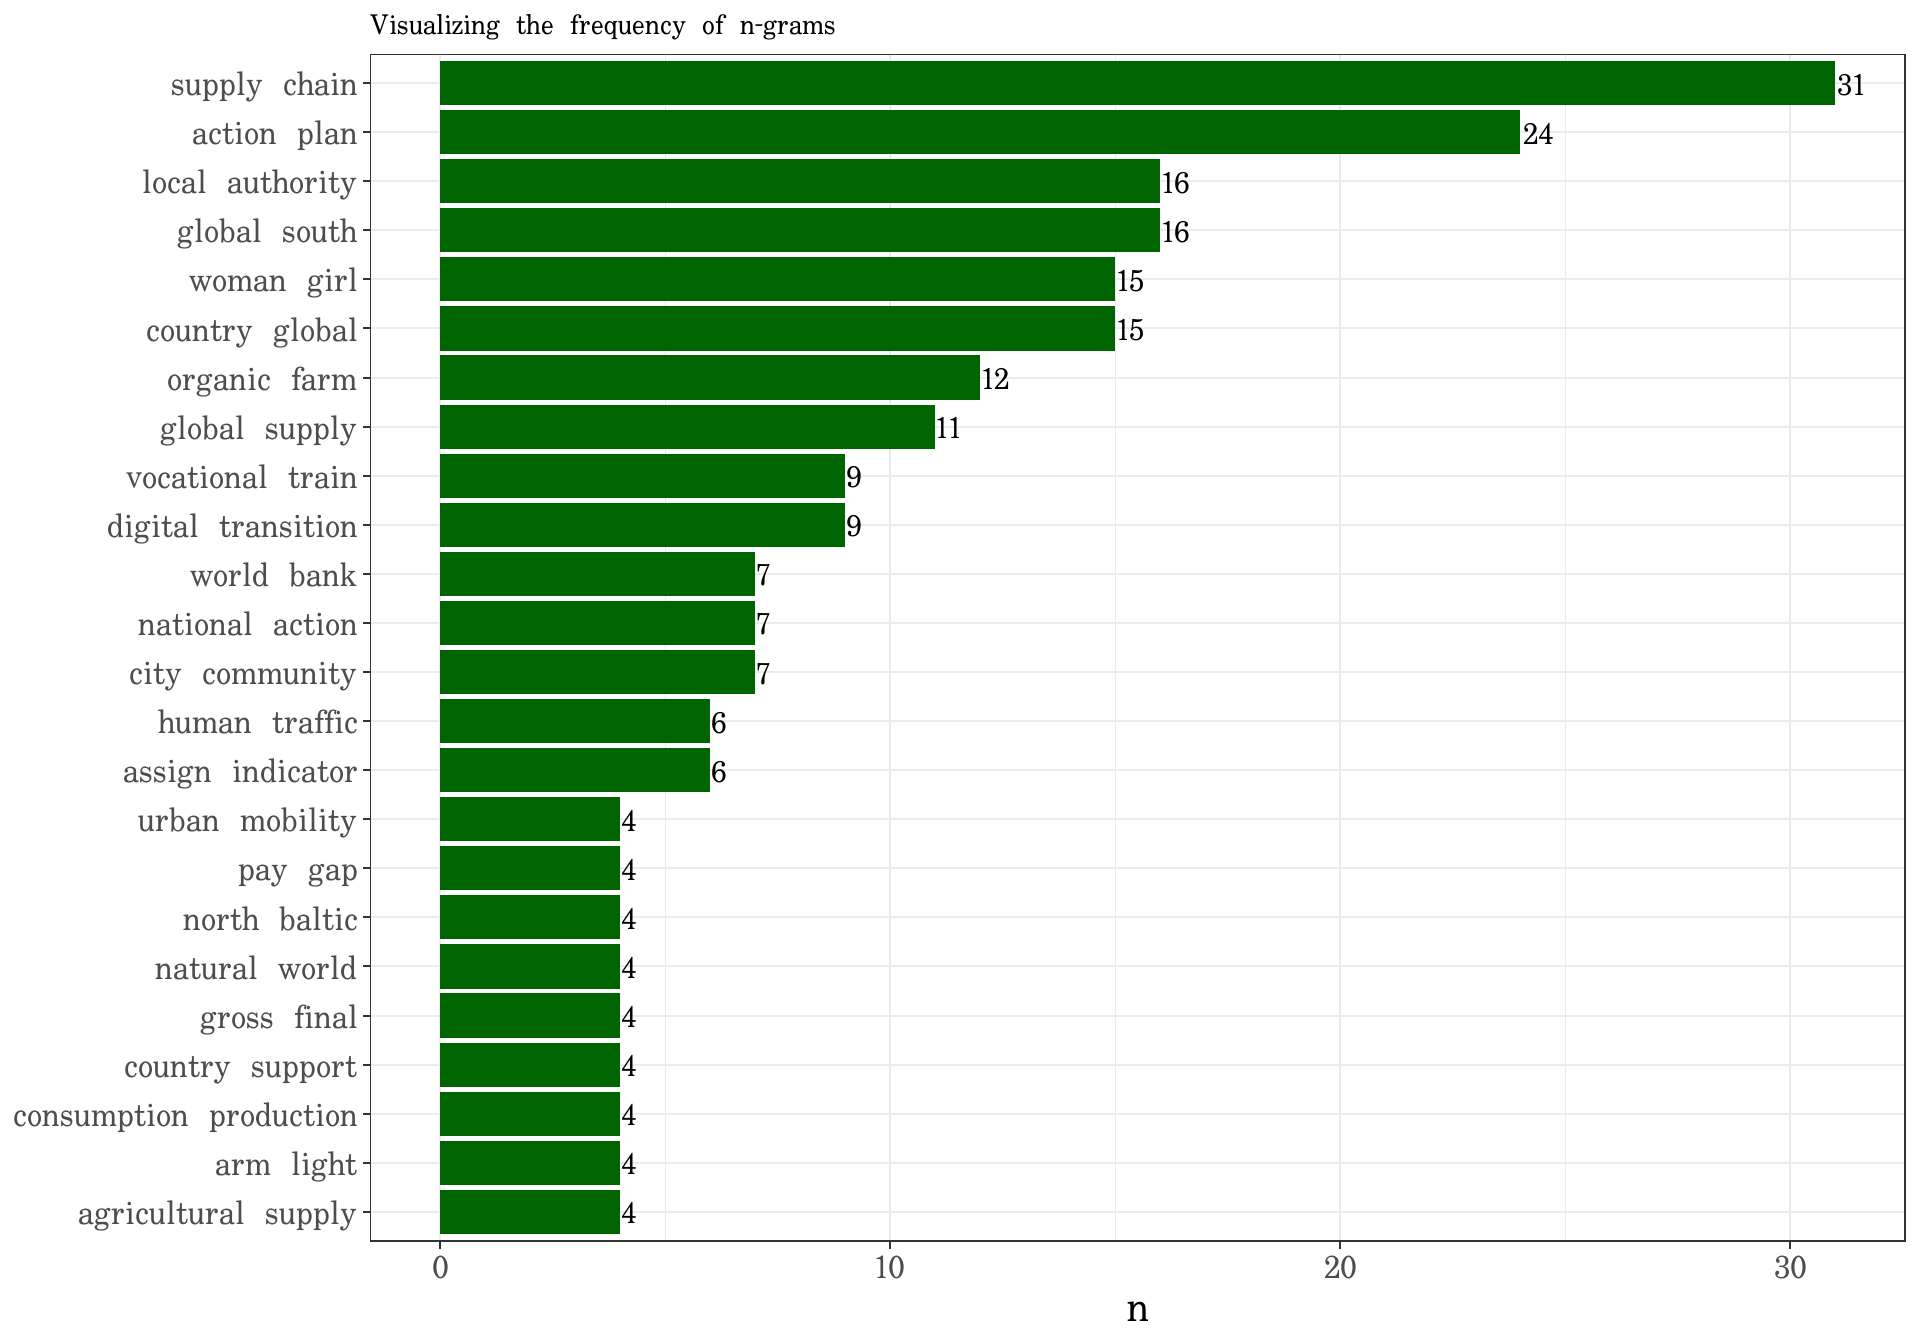 Visualizing the frequency of n-grams
supply chain 31
action plan 24
local authority 16
global south 16
woman girl 15
country global 15
organic farm 12
global supply 11
vocational train 9
digital transition 9
world bank 7
national action 7
city community 7
human traffic 6
assign indicator 6
urban mobility 4
pay gap 4
north baltic 4
natural world 4
gross final 4
country support 4
consumption production 4
arm light 4
agricultural supply 4
0 10 20 30
n